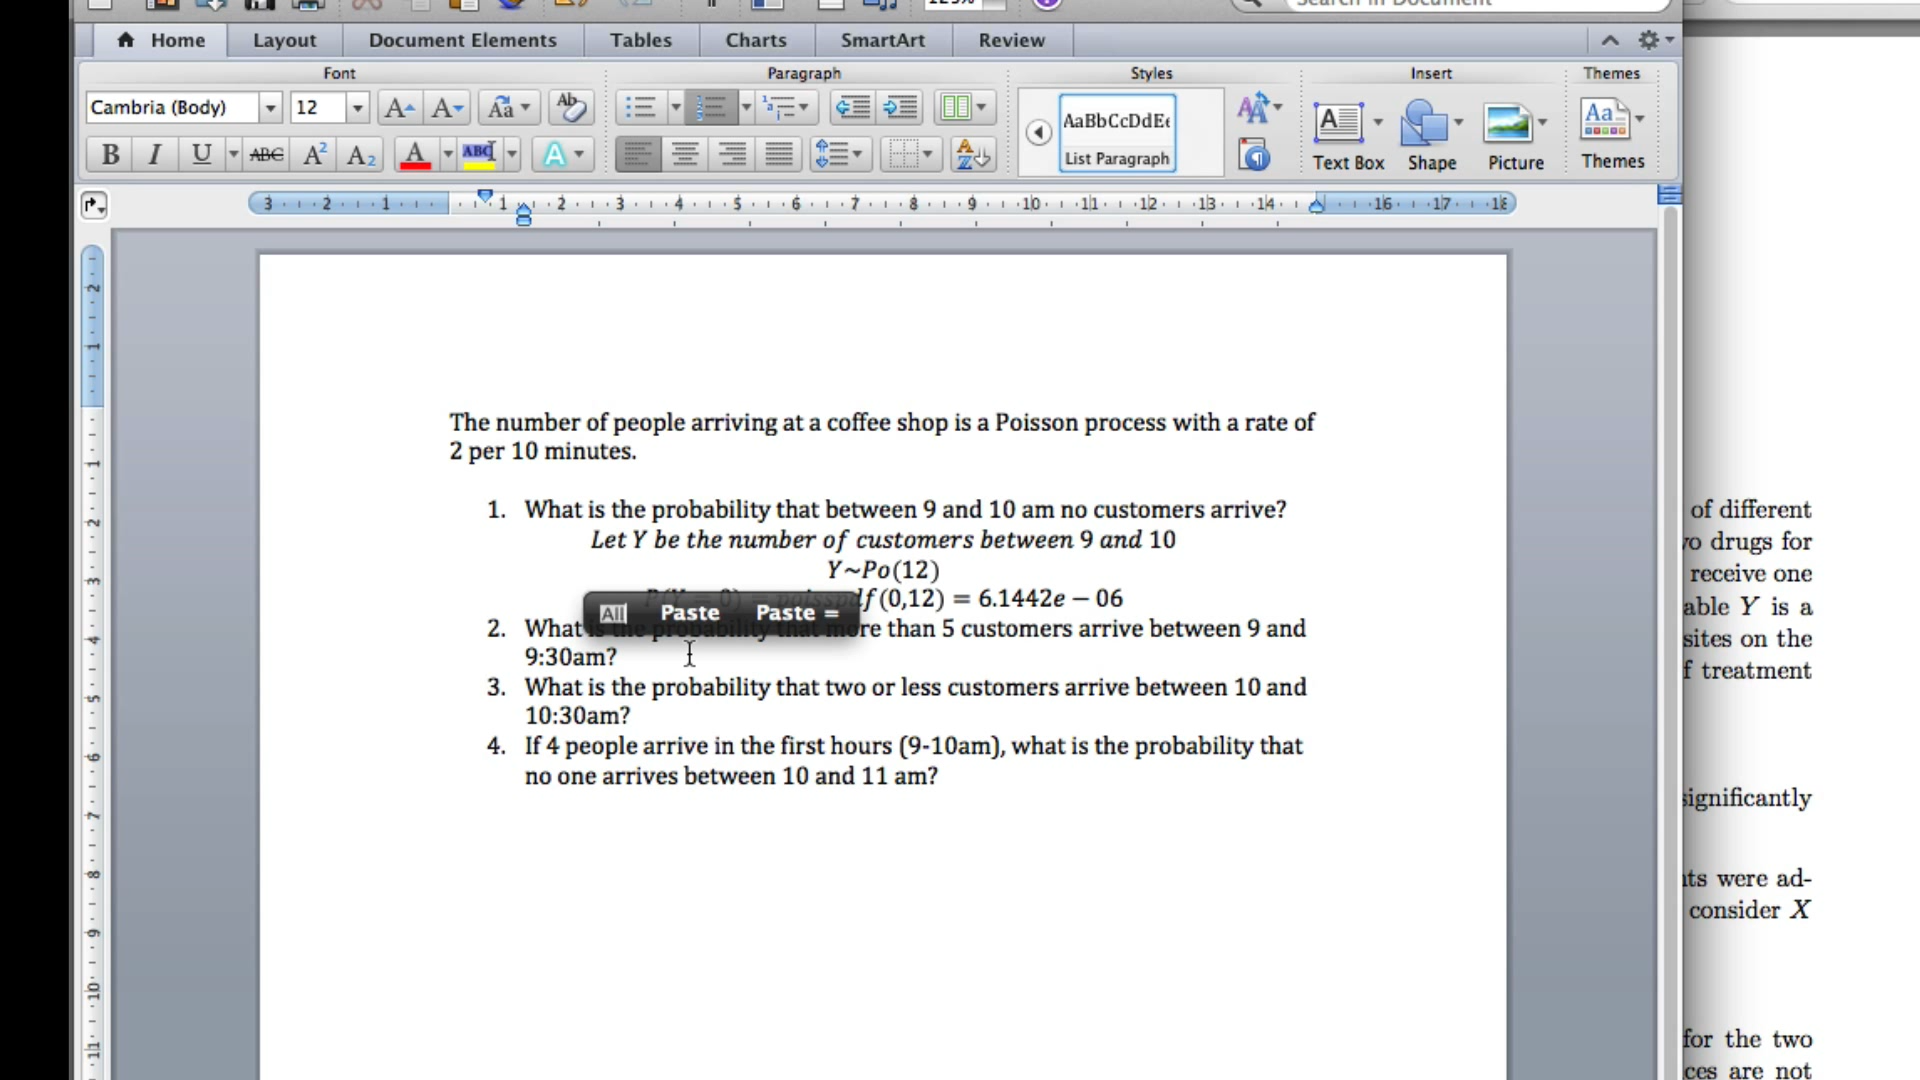 Home Layout Document Elements Tables Charts SmartArt Review
Font Paragraph Styles Insert Themes
Cambria (Body) 12 AaBbCcDdEe List Paragraph
Text Box Shape Picture Themes
The number of people arriving at a coffee shop is a Poisson process with a rate of
2 per 10 minutes.
1. What is the probability that between 9 and 10 am no customers arrive?
Let Y be the number of customers between 9 and 10
Y~Po(12)
P(Y = 0) = poisspdf(0,12) = 6.1442e − 06
All Paste Paste =
2. What is the probability that more than 5 customers arrive between 9 and
9:30am?
3. What is the probability that two or less customers arrive between 10 and
10:30am?
4. If 4 people arrive in the first hours (9-10am), what is the probability that
no one arrives between 10 and 11 am?
of different
drugs for
receive one
Y is a
sites on the
treatment
significantly
were ad-
consider X
for the two
are not